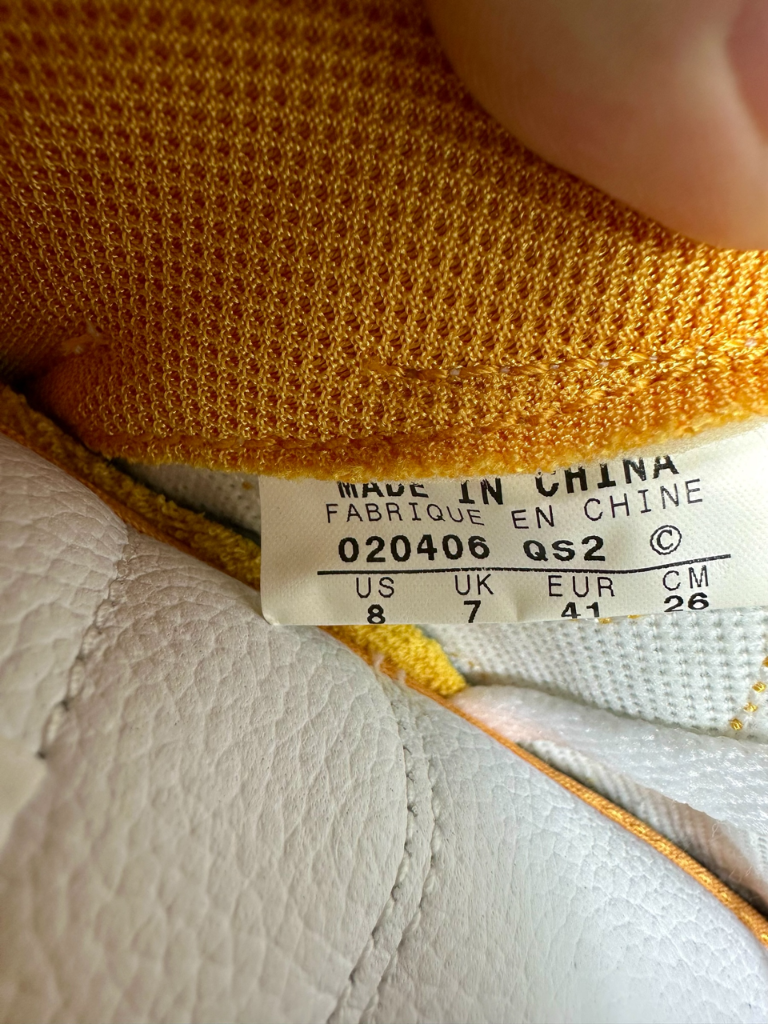 MADE IN CHINA
FABRIQUE EN CHINE
020406 QS2 ©
US UK EUR CM
8 7 41 26